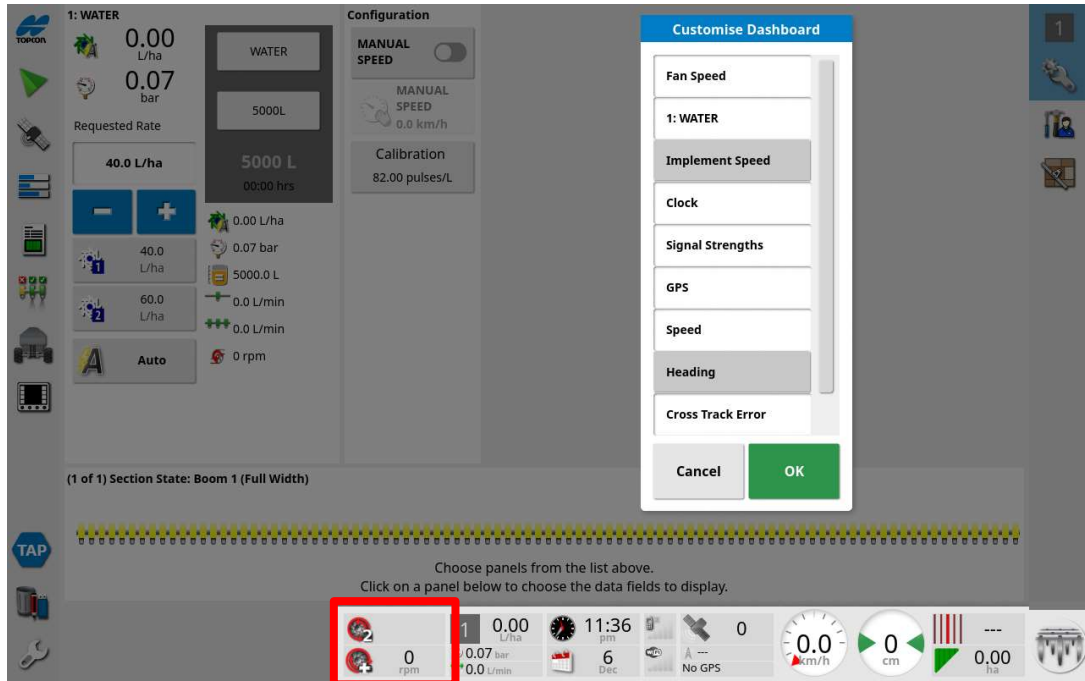 TOPCON
1: WATER
0.00
L/ha
0.07
bar
Requested Rate
40.0 L/ha
1
40.0
L/ha
2
60.0
L/ha
A
Auto
WATER
5000L
5000 L
00:00 hrs
0.00 L/ha
0.07 bar
5000.0 L
0.0 L/min
0.0 L/min
0 rpm
Configuration
MANUAL
SPEED
MANUAL
SPEED
0.0 km/h
Calibration
82.00 pulses/L
Customise Dashboard
Fan Speed
1: WATER
Implement Speed
Clock
Signal Strengths
GPS
Speed
Heading
Cross Track Error
Cancel
OK
1
(1 of 1) Section State: Boom 1 (Full Width)
TAP
Choose panels from the list above.
Click on a panel below to choose the data fields to display.
2
0
rpm
1
0.00
L/ha
0.07 bar
0.0 L/min
11:36
pm
6
Dec
0
A ---
No GPS
0.0
km/h
0
cm
---
0.00
ha